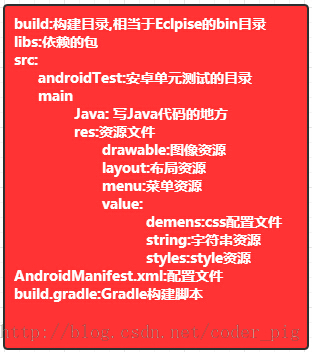 build:构建目录,相当于Eclpise的bin目录
libs:依赖的包
src:
androidTest:安卓单元测试的目录
main
Java: 写Java代码的地方
res:资源文件
drawable:图像资源
layout:布局资源
menu:菜单资源
value:
demens:css配置文件
string:字符串资源
styles:style资源
AndroidManifest.xml:配置文件
build.gradle:Gradle构建脚本
http://blog.csdn.net/coder_pig